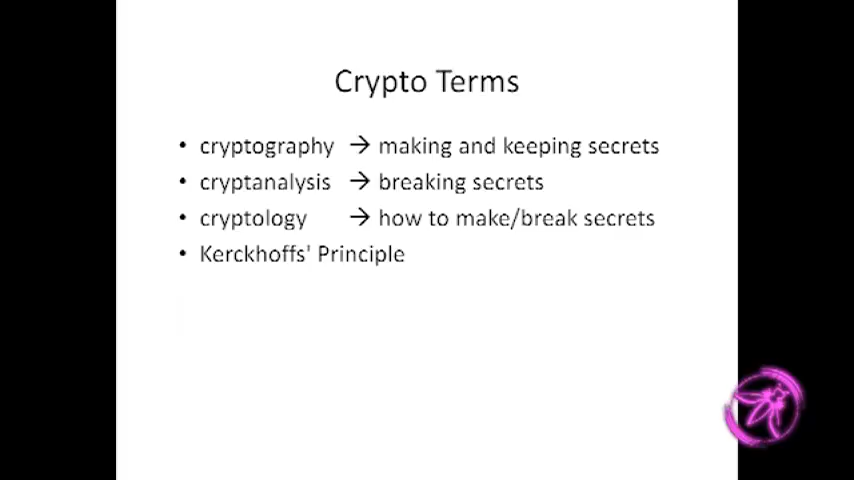 Crypto Terms
• cryptography → making and keeping secrets
• cryptanalysis → breaking secrets
• cryptology → how to make/break secrets
• Kerckhoffs' Principle